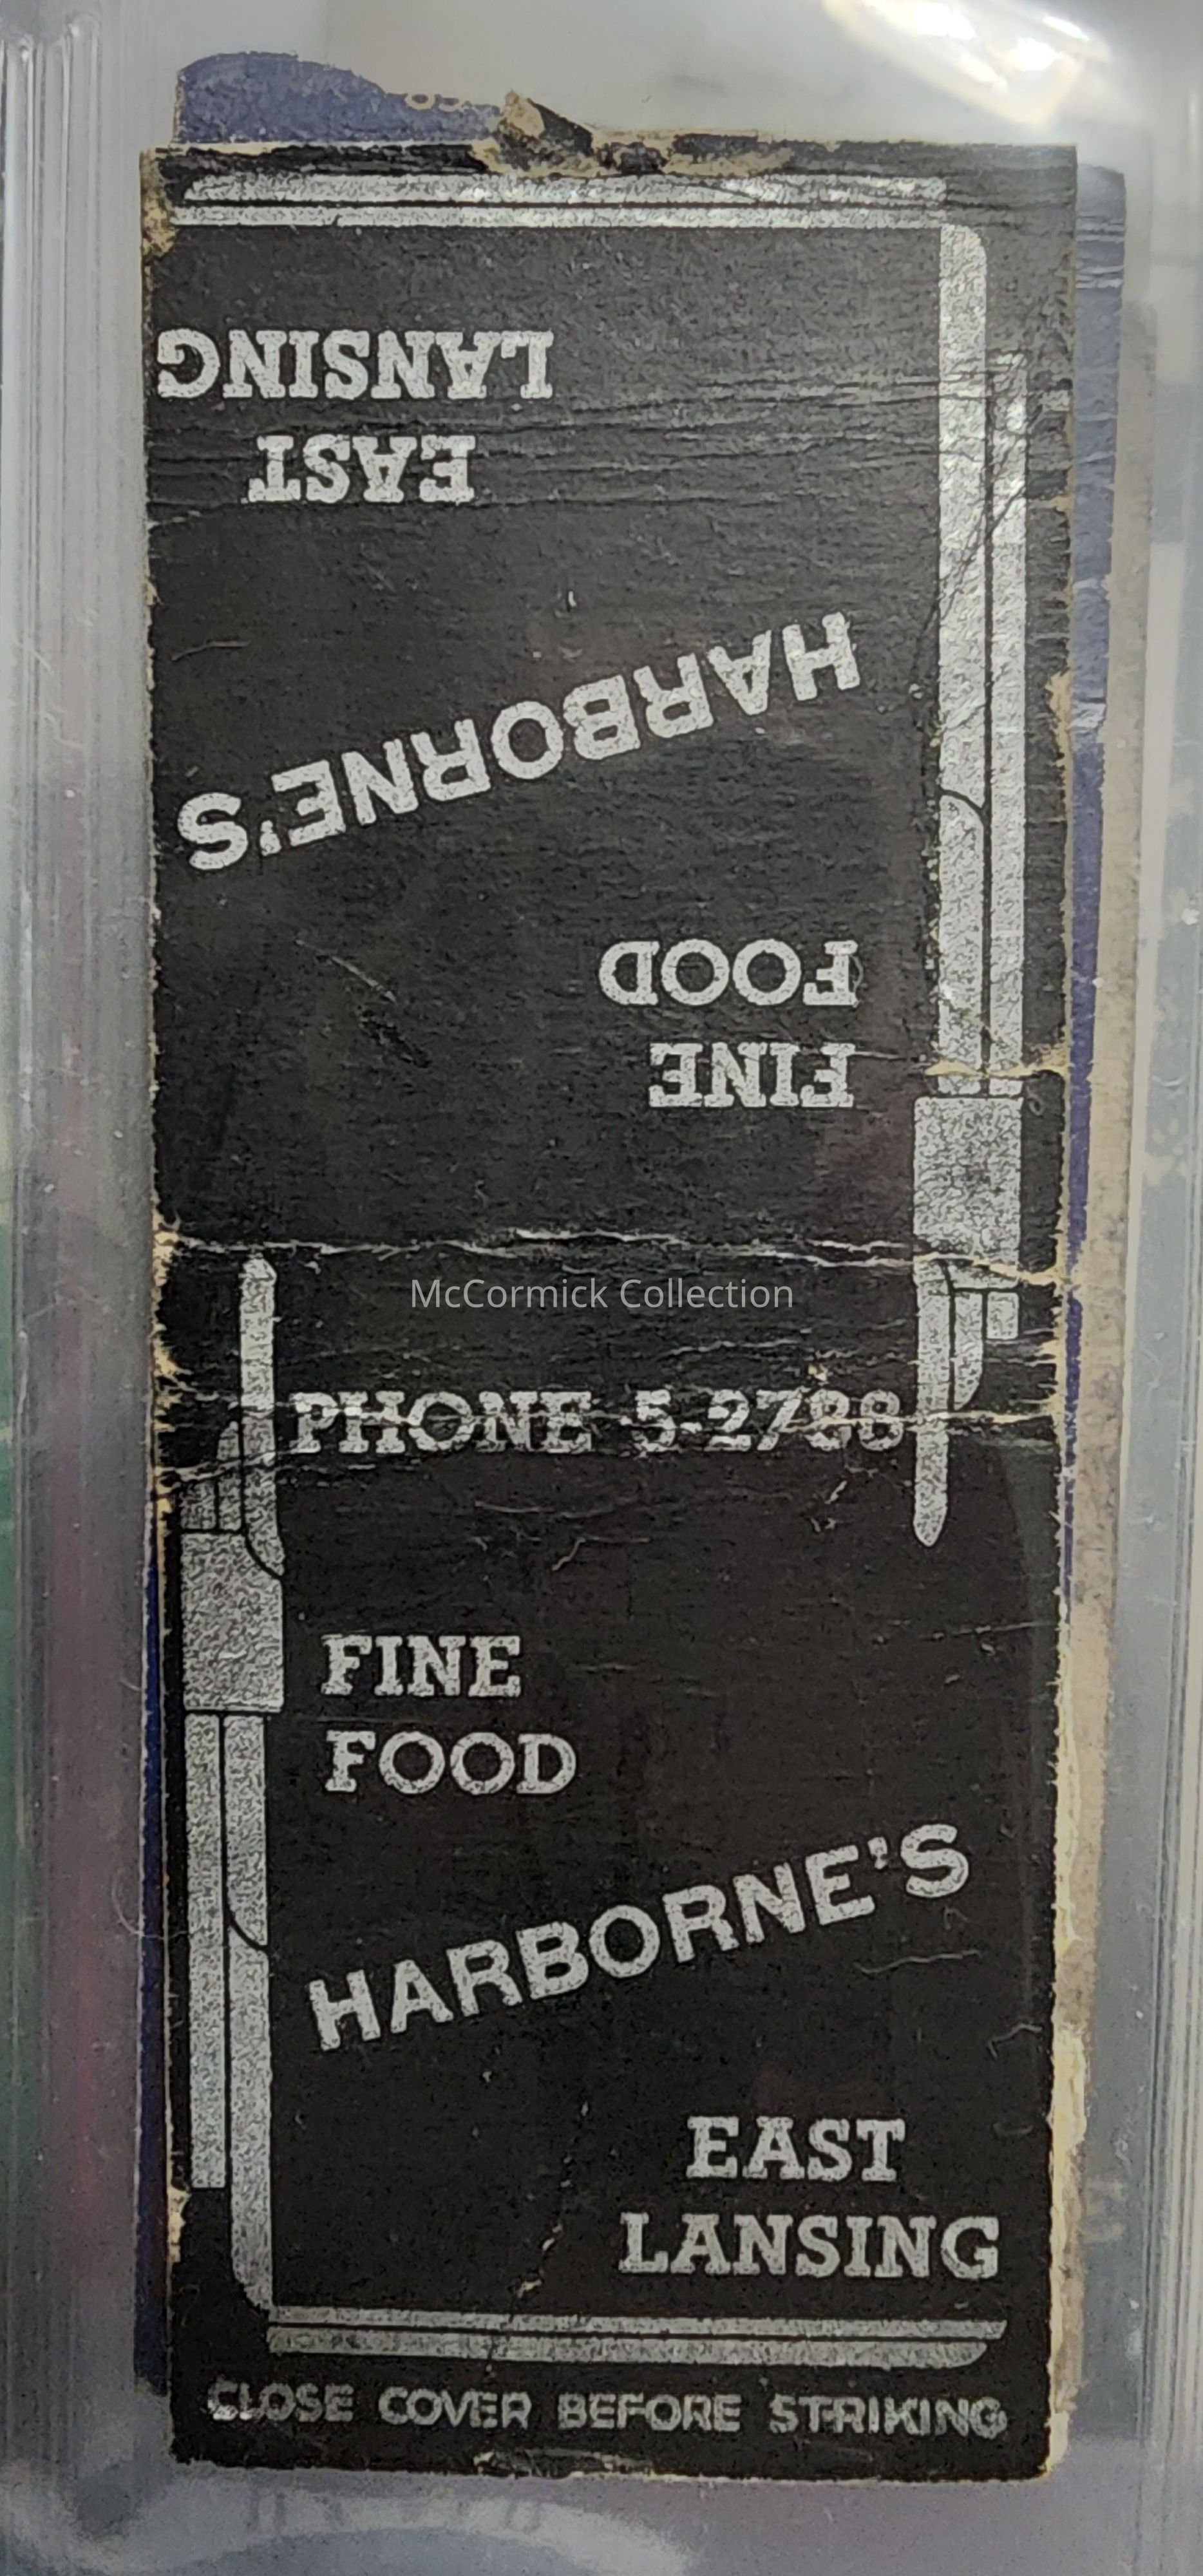 EAST
LANSING
HARBORNE'S
FINE
FOOD
McCormick Collection
PHONE 5-2788
FINE
FOOD
HARBORNE'S
EAST
LANSING
CLOSE COVER BEFORE STRIKING